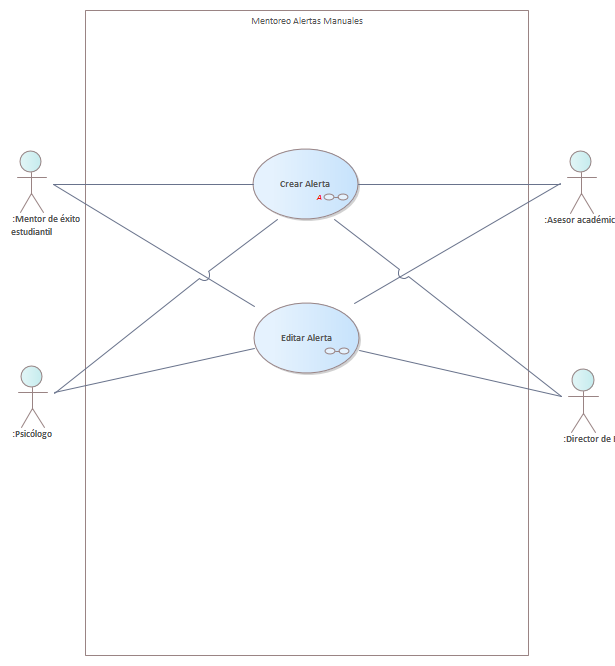 Mentoreo Alertas Manuales
Crear Alerta
A
:Mentor de éxito
estudiantil
:Asesor académic
Editar Alerta
:Psicólogo
:Director de